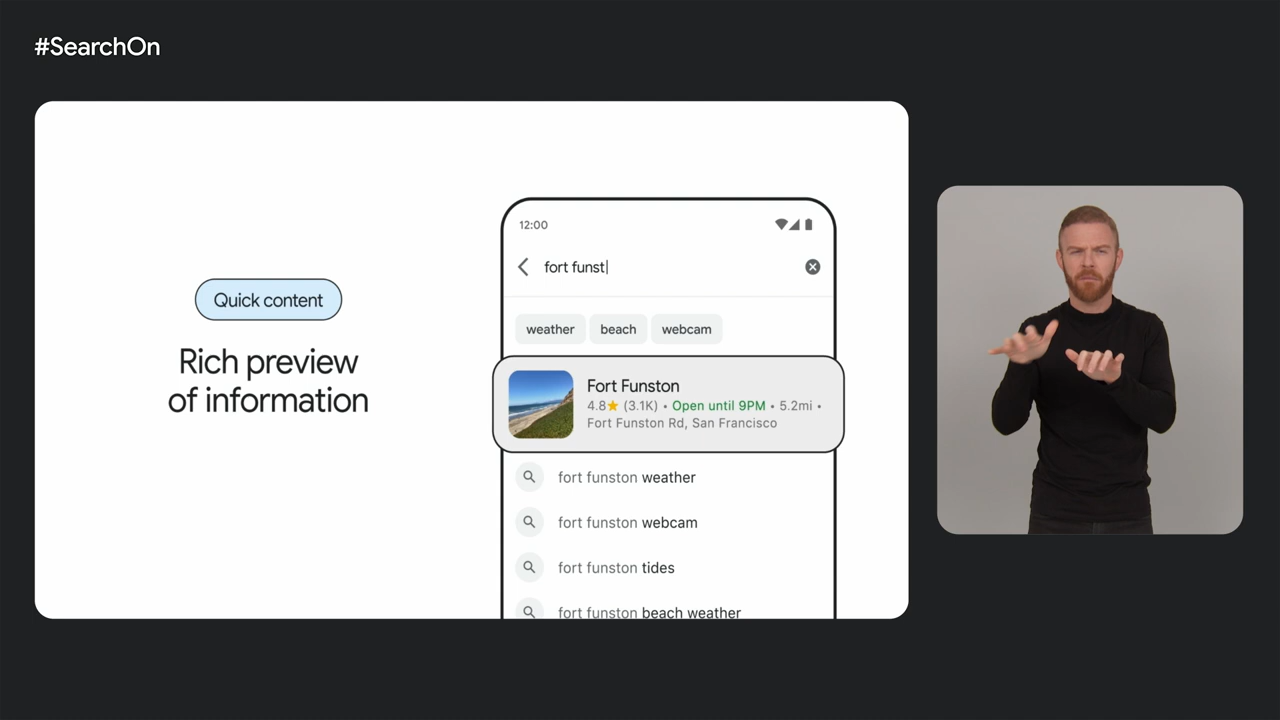 #SearchOn
Quick content
Rich preview
of information
12:00
fort funst
weather beach webcam
Fort Funston
4.8★ (3.1K) • Open until 9PM • 5.2mi •
Fort Funston Rd, San Francisco
fort funston weather
fort funston webcam
fort funston tides
fort funston beach weather